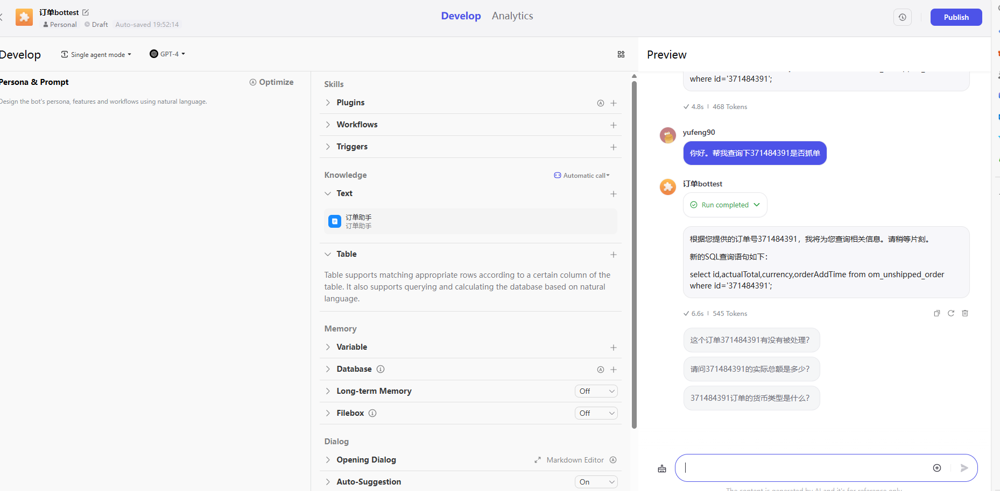 订单bottest
Personal
Draft
Auto-saved 19:52:14
Develop
Analytics
Publish
Develop
Single agent mode
GPT-4
Preview
Persona & Prompt
Optimize
Design the bot's persona, features and workflows using natural language.
Skills
Plugins
Workflows
Triggers
Knowledge
Automatic call
Text
订单助手
订单助手
Table
Table supports matching appropriate rows according to a certain column of the
table. It also supports querying and calculating the database based on natural
language.
Memory
Variable
Database
Long-term Memory
Off
Filebox
Off
Dialog
Opening Dialog
Markdown Editor
Auto-Suggestion
On
where id='371484391';
4.8s
468 Tokens
yufeng90
你好。帮我查询下371484391是否抓单
订单bottest
Run completed
根据您提供的订单号371484391，我将为您查询相关信息。请稍等片刻。
新的SQL查询语句如下：
select id,actualTotal,currency,orderAddTime from om_unshipped_order
where id='371484391';
6.6s
545 Tokens
这个订单371484391有没有被处理？
请问371484391的实际总额是多少？
371484391订单的货币类型是什么？
The content is generated by AI and it's for reference only